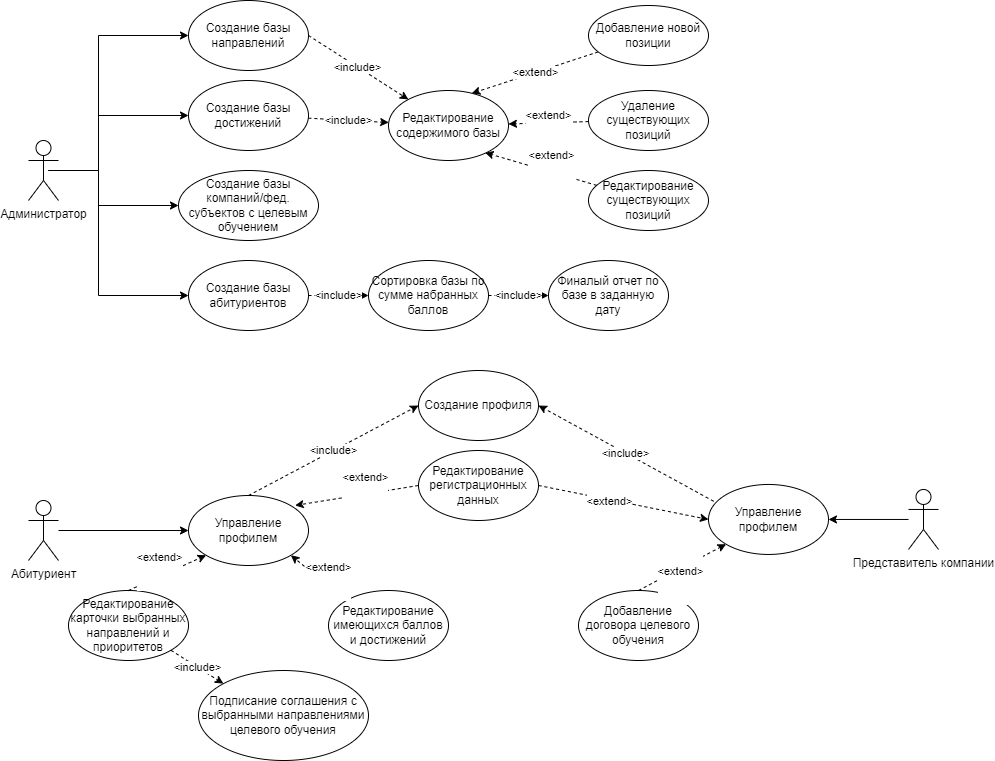 Создание базы
направлений
Добавление новой
позиции
<include>
<extend>
Создание базы
достижений
<include>
Редактирование
содержимого базы
<extend>
Удаление
существующих
позиций
<extend>
Администратор
Создание базы
компаний/фед.
субъектов с целевым
обучением
Редактирование
существующих
позиций
Создание базы
абитуриентов
<include>
Сортировка базы по
сумме набранных
баллов
<include>
Финалый отчет по
базе в заданную
дату
Создание профиля
<include>
<include>
<extend>
Редактирование
регистрационных
данных
<extend>
Абитуриент
Управление
профилем
Управление
профилем
Представитель компании
<extend>
<extend>
<extend>
Редактирование
карточки выбранных
направлений и
приоритетов
Редактирование
имеющихся баллов
и достижений
Добавление
договора целевого
обучения
<include>
Подписание соглашения с
выбранными направлениями
целевого обучения